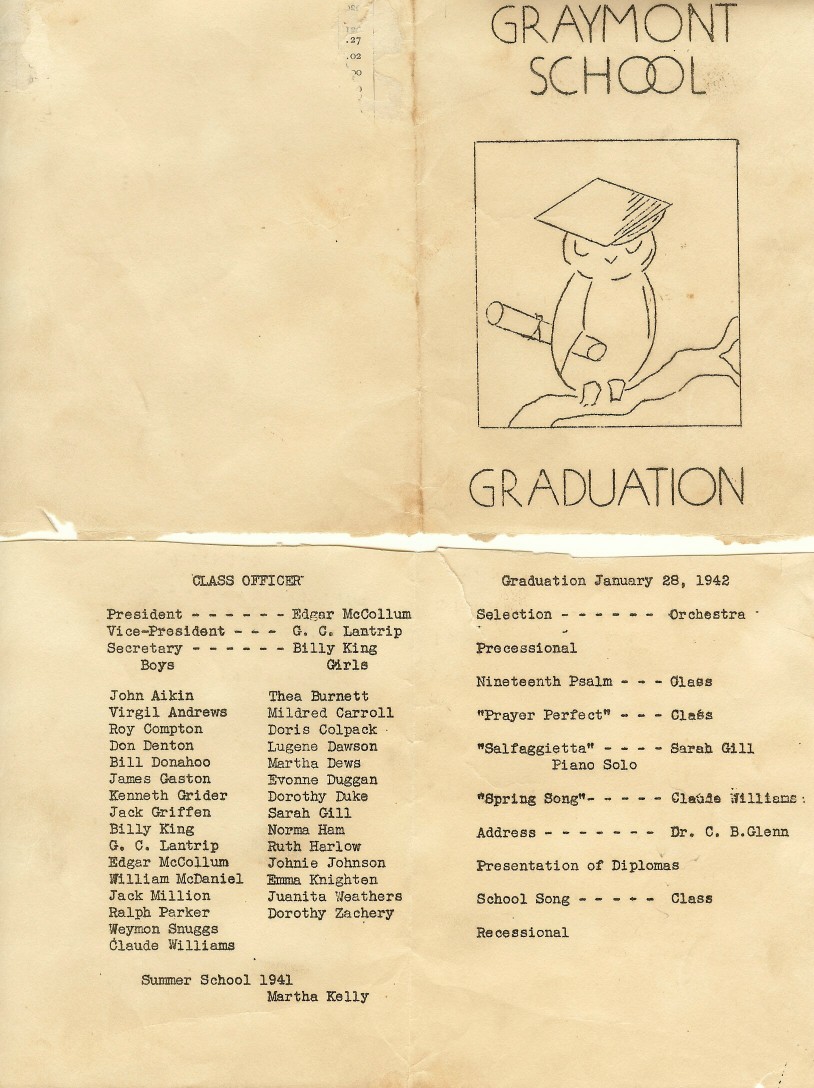 .27
.02
GRAYMONT
SCHOOL
GRADUATION
CLASS OFFICER
President - - - - - - Edgar McCollum
Vice-President - - - G. C. Lantrip
Secretary - - - - - - Billy King
Boys Girls
John Aikin Thea Burnett
Virgil Andrews Mildred Carroll
Roy Compton Doris Colpack
Don Denton Lugene Dawson
Bill Donahoo Martha Dews
James Gaston Evonne Duggan
Kenneth Grider Dorothy Duke
Jack Griffen Sarah Gill
Billy King Norma Ham
G. C. Lantrip Ruth Harlow
Edgar McCollum Johnie Johnson
William McDaniel Emma Knighten
Jack Million Juanita Weathers
Ralph Parker Dorothy Zachery
Weymon Snuggs
Claude Williams
Summer School 1941
Martha Kelly
Graduation January 28, 1942
Selection - - - - - - Orchestra
Precessional
Nineteenth Psalm - - - Class
"Prayer Perfect" - - - Class
"Salfaggietta" - - - - Sarah Gill
Piano Solo
"Spring Song"- - - - - Claude Williams
Address - - - - - - - Dr. C. B.Glenn
Presentation of Diplomas
School Song - - - - - Class
Recessional